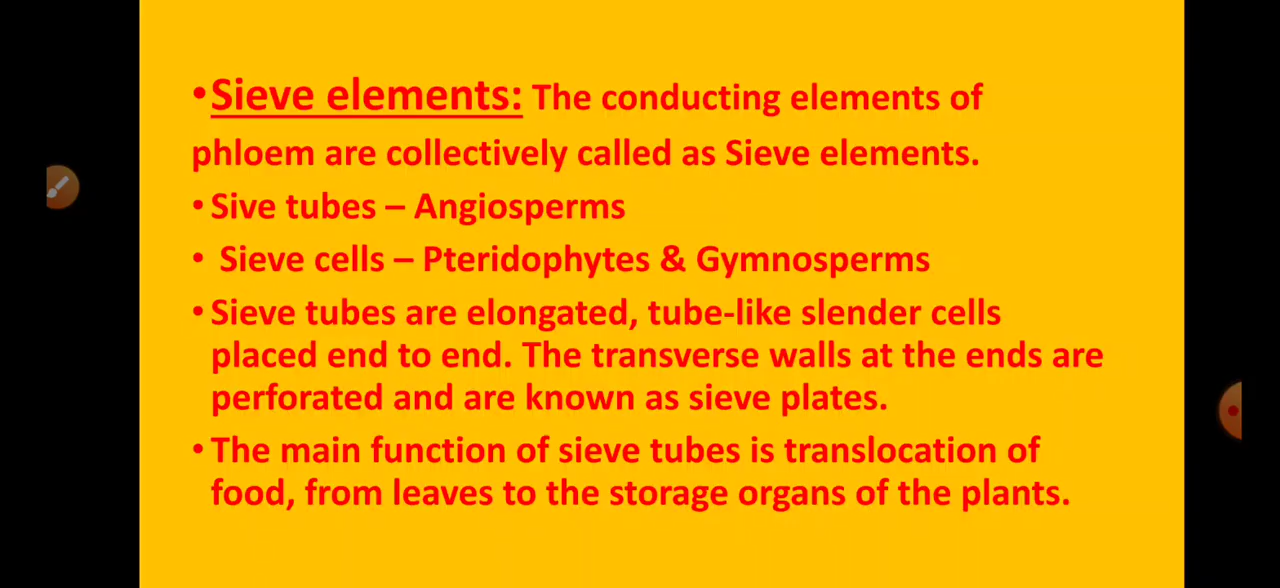 •Sieve elements: The conducting elements of
phloem are collectively called as Sieve elements.
• Sive tubes – Angiosperms
• Sieve cells – Pteridophytes & Gymnosperms
• Sieve tubes are elongated, tube-like slender cells
placed end to end. The transverse walls at the ends are
perforated and are known as sieve plates.
• The main function of sieve tubes is translocation of
food, from leaves to the storage organs of the plants.